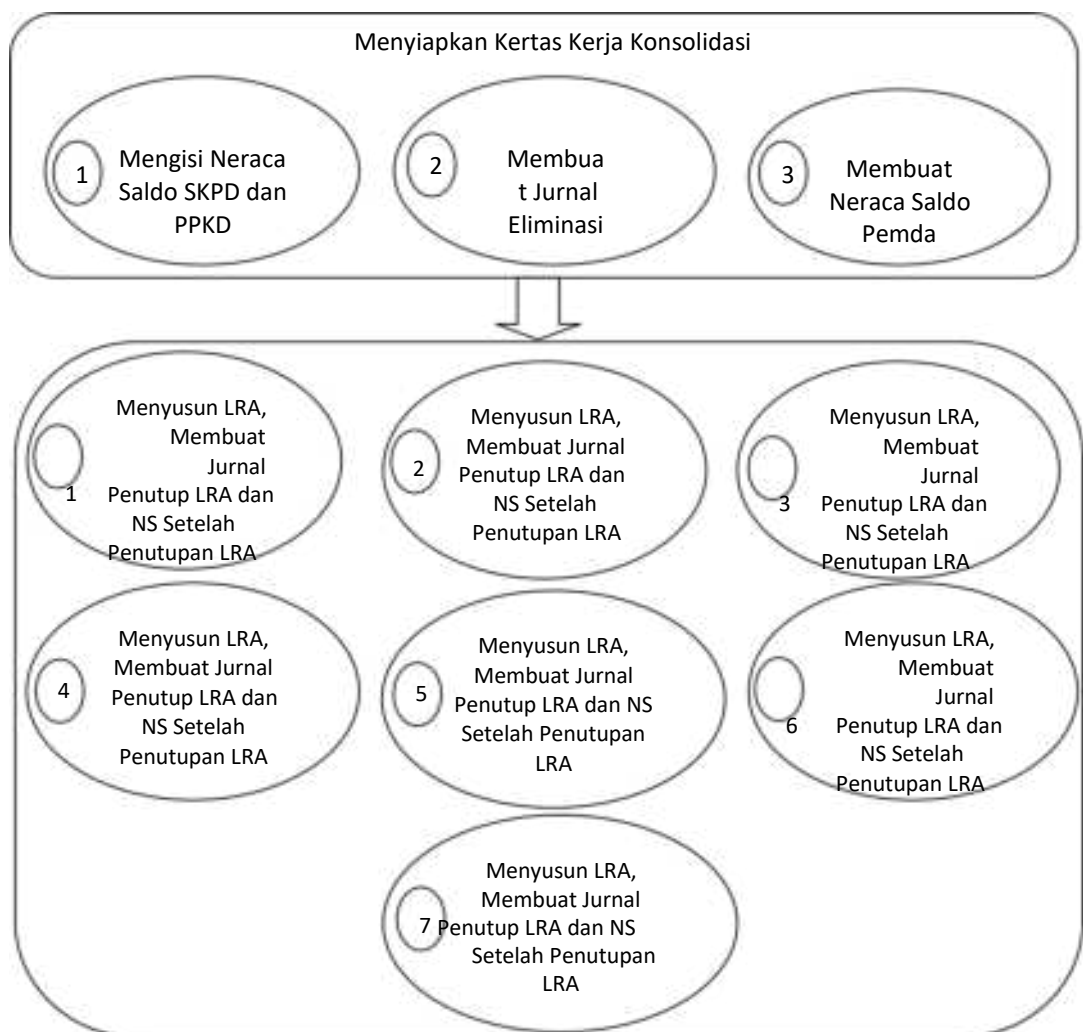 Menyiapkan Kertas Kerja Konsolidasi
1
Mengisi Neraca
Saldo SKPD dan
PPKD
2
Membua
t Jurnal
Eliminasi
3
Membuat
Neraca Saldo
Pemda
Menyusun LRA,
Membuat
Jurnal
1
Penutup LRA dan
NS Setelah
Penutupan LRA
2
Menyusun LRA,
Membuat Jurnal
Penutup LRA dan
NS Setelah
Penutupan LRA
Menyusun LRA,
Membuat
Jurnal
3 Penutup LRA dan
NS Setelah
Penutupan LRA
4
Menyusun LRA,
Membuat Jurnal
Penutup LRA dan
NS Setelah
Penutupan LRA
5
Menyusun LRA,
Membuat Jurnal
Penutup LRA dan NS
Setelah Penutupan
LRA
Menyusun LRA,
Membuat
Jurnal
6 Penutup LRA dan
NS Setelah
Penutupan LRA
Menyusun LRA,
Membuat Jurnal
7 Penutup LRA dan NS
Setelah Penutupan
LRA